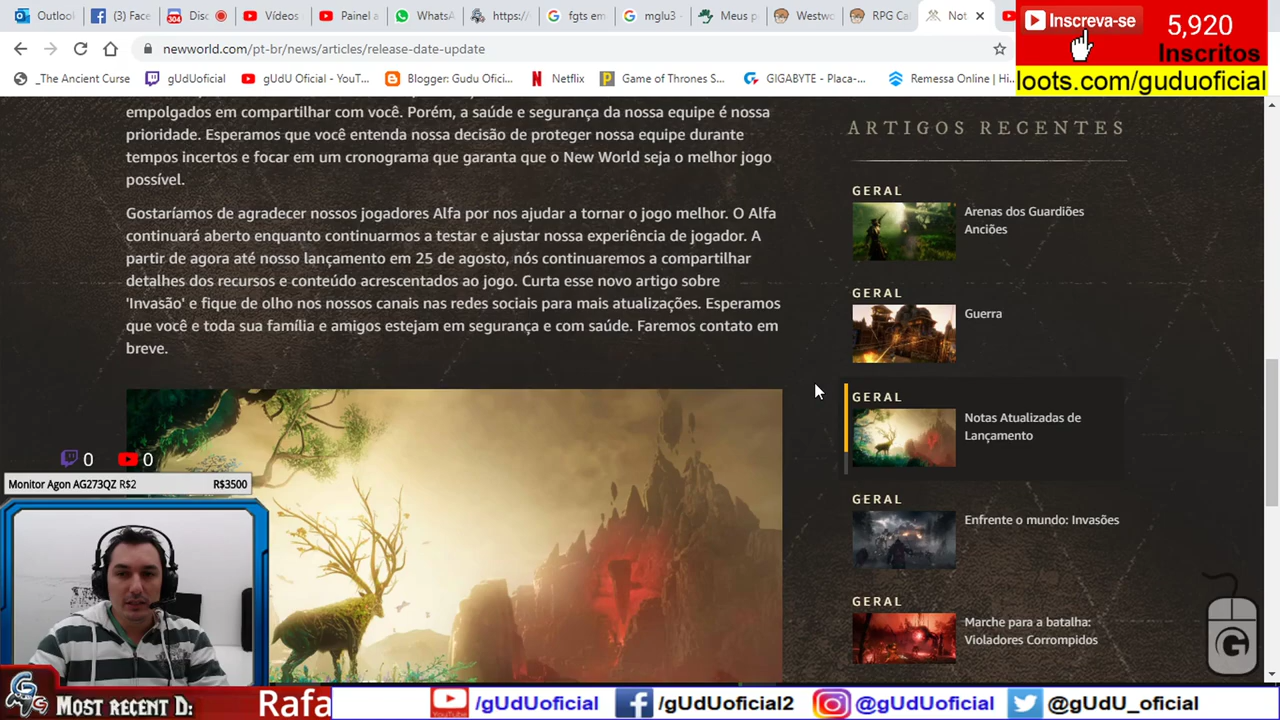 Outlool
(3) Face
304
Disc
Vídeos
Painel a
WhatsA
https:/
fgts em
mglu3 -
Meus p
Westwo
RPG Ca
Not
Inscreva-se
5,920
Inscritos
newworld.com/pt-br/news/articles/release-date-update
loots.com/guduoficial
_The Ancient Curse
gUdUoficial
gUdU Oficial - YouT...
Blogger: Gudu Ofici...
Netflix
Game of Thrones S...
GIGABYTE - Placa-...
Remessa Online | Hi...
empolgados em compartilhar com você. Porém, a saúde e segurança da nossa equipe é nossa
prioridade. Esperamos que você entenda nossa decisão de proteger nossa equipe durante
tempos incertos e focar em um cronograma que garanta que o New World seja o melhor jogo
possível.
Gostaríamos de agradecer nossos jogadores Alfa por nos ajudar a tornar o jogo melhor. O Alfa
continuará aberto enquanto continuarmos a testar e ajustar nossa experiência de jogador. A
partir de agora até nosso lançamento em 25 de agosto, nós continuaremos a compartilhar
detalhes dos recursos e conteúdo acrescentados ao jogo. Curta esse novo artigo sobre
'Invasão' e fique de olho nos nossos canais nas redes sociais para mais atualizações. Esperamos
que você e toda sua família e amigos estejam em segurança e com saúde. Faremos contato em
breve.
ARTIGOS RECENTES
GERAL
Arenas dos Guardiões
Anciões
GERAL
Guerra
GERAL
Notas Atualizadas de
Lançamento
GERAL
Enfrente o mundo: Invasões
GERAL
Marche para a batalha:
Violadores Corrompidos
0
0
Monitor Agon AG273QZ R$2
R$3500
G
Most recent D:
Rafa
YouTube
/gUdUoficial
/gUdUoficial2
@gUdUoficial
@gUdU_oficial